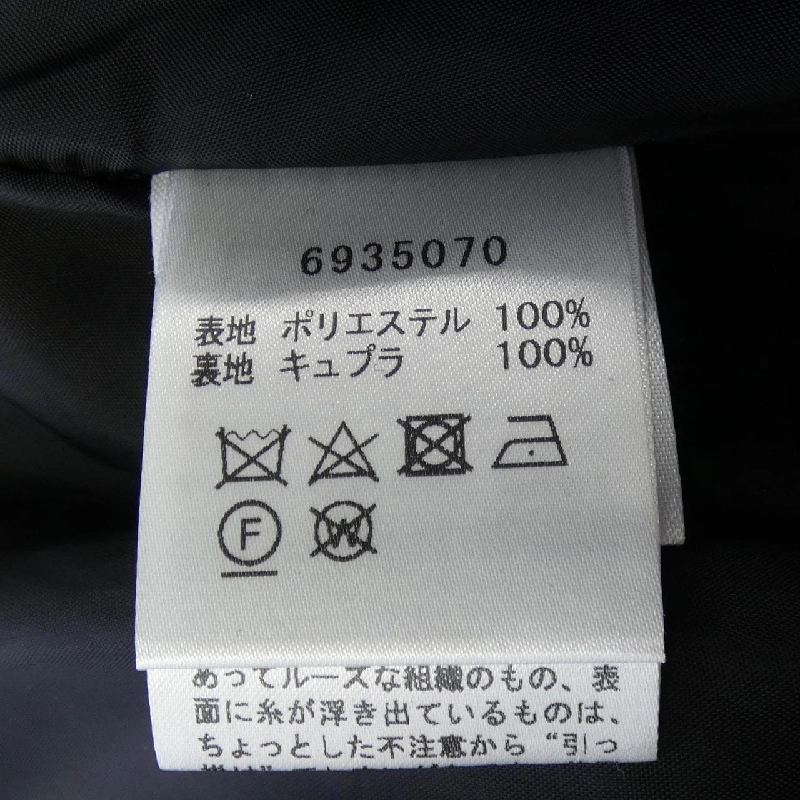 6935070
表地 ポリエステル 100%
裏地 キュプラ 100%
F
W
めってルーズな組織のもの、表
面に糸が浮き出ているものは、
ちょっとした不注意から“引っ